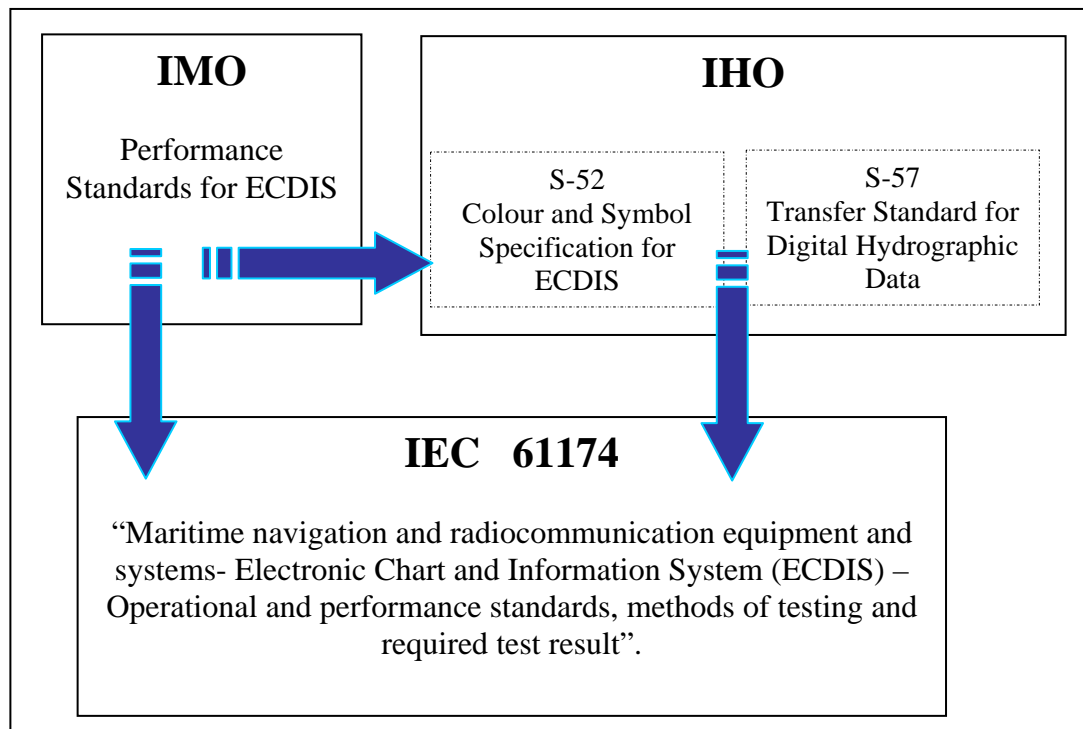 IMO
Performance
Standards for ECDIS
IHO
S-52
Colour and Symbol
Specification for
ECDIS
S-57
Transfer Standard for
Digital Hydrographic
Data
IEC 61174
“Maritime navigation and radiocommunication equipment and
systems- Electronic Chart and Information System (ECDIS) –
Operational and performance standards, methods of testing and
required test result”.